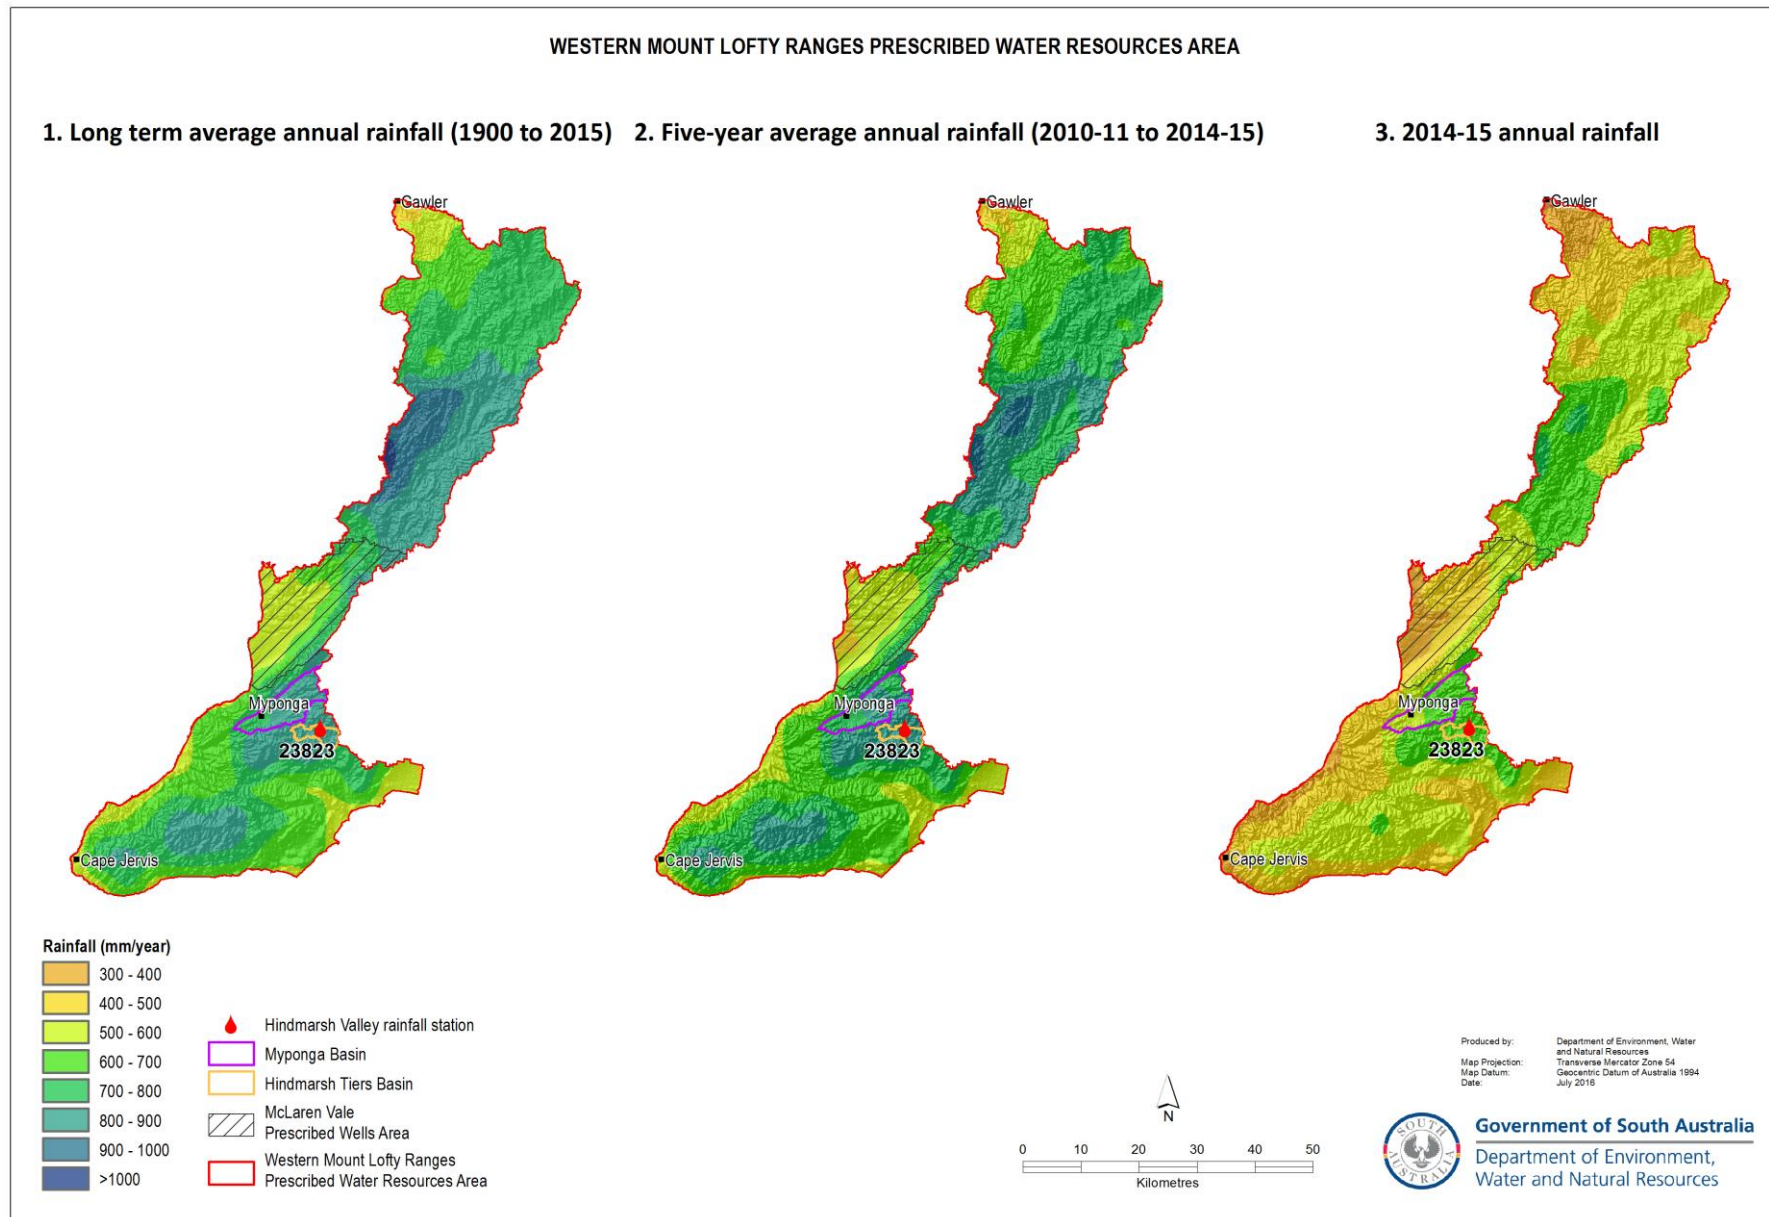 WESTERN MOUNT LOFTY RANGES PRESCRIBED WATER RESOURCES AREA
1. Long term average annual rainfall (1900 to 2015)
2. Five-year average annual rainfall (2010-11 to 2014-15)
3. 2014-15 annual rainfall
Gawler
Myponga
23823
Cape Jervis
Gawler
Myponga
23823
Cape Jervis
Gawler
Myponga
23823
Cape Jervis
Rainfall (mm/year)
300 - 400
400 - 500
500 - 600
600 - 700
700 - 800
800 - 900
900 - 1000
>1000
Hindmarsh Valley rainfall station
Myponga Basin
Hindmarsh Tiers Basin
McLaren Vale
Prescribed Wells Area
Western Mount Lofty Ranges
Prescribed Water Resources Area
N
0 10 20 30 40 50
Kilometres
Produced by: Department of Environment, Water
and Natural Resources
Map Projection: Transverse Mercator Zone 54
Map Datum: Geocentric Datum of Australia 1994
Date: July 2016
SOUTH
AUSTRALIA
Government of South Australia
Department of Environment,
Water and Natural Resources